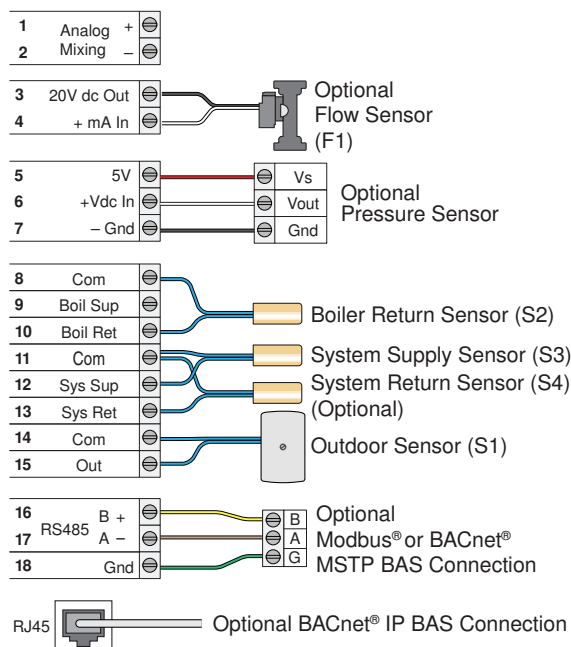 1 Analog +
2 Mixing –
3 20V dc Out
4 + mA In
Optional
Flow Sensor
(F1)
5 5V Vs
6 +Vdc In Vout
7 – Gnd Gnd
Optional
Pressure Sensor
8 Com
9 Boil Sup
10 Boil Ret
11 Com
12 Sys Sup
13 Sys Ret
14 Com
15 Out
Boiler Return Sensor (S2)
System Supply Sensor (S3)
System Return Sensor (S4)
(Optional)
Outdoor Sensor (S1)
16 B +
RS485
17 A –
18 Gnd
B
A
G
Optional
Modbus® or BACnet®
MSTP BAS Connection
RJ45
Optional BACnet® IP BAS Connection